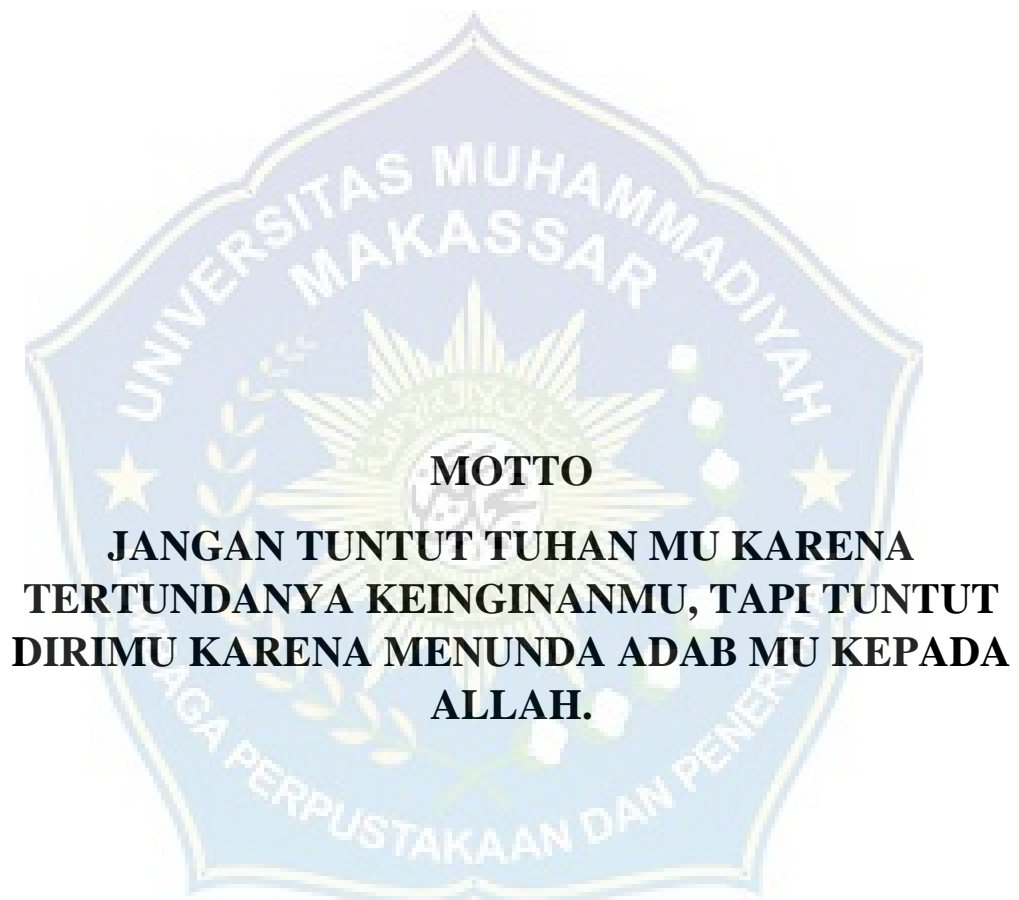 UNIVERSITAS MUHAMMADIYAH
MAKASSAR
MOTTO
JANGAN TUNTUT TUHAN MU KARENA
TERTUNDANYA KEINGINANMU, TAPI TUNTUT
DIRIMU KARENA MENUNDA ADAB MU KEPADA
ALLAH.
PERPUSTAKAAN DAN